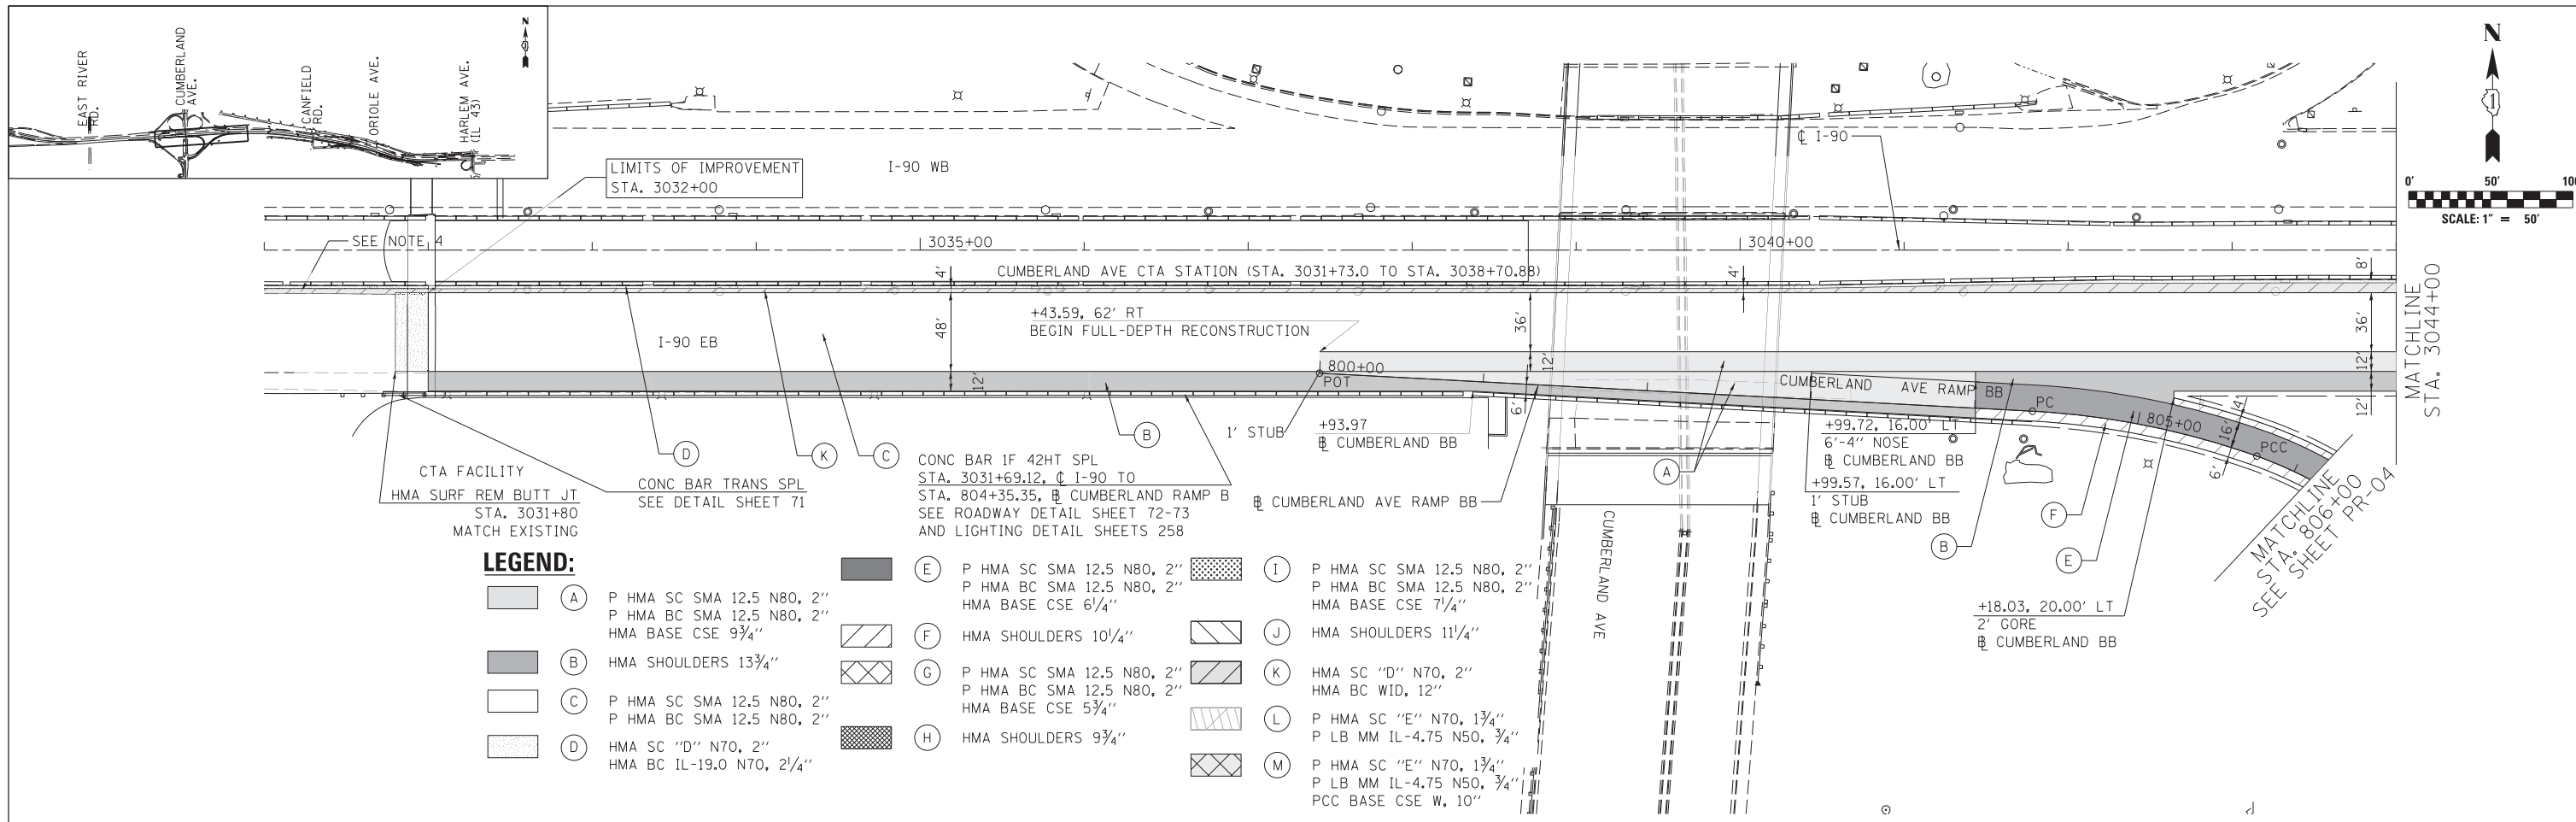 EAST RIVER
RD.
CUMBERLAND
AVE.
CANFIELD
RD.
ORIOLE AVE.
HARLEM AVE.
(IL 43)
N
N
1
0' 50' 100
SCALE: 1" = 50'
LIMITS OF IMPROVEMENT
STA. 3032+00
I-90 WB
℄ I-90
SEE NOTE 4
3035+00
3040+00
4'
CUMBERLAND AVE CTA STATION (STA. 3031+73.0 TO STA. 3038+70.88)
4'
8'
+43.59, 62' RT
BEGIN FULL-DEPTH RECONSTRUCTION
48'
36'
36'
I-90 EB
12'
12'
12'
12'
800+00
POT
CUMBERLAND AVE RAMP BB
PC
805+00
4'
16'
PCC
6'
6'
MATCHLINE
STA. 3044+00
1' STUB
+93.97
B CUMBERLAND BB
B
D
K
C
A
CTA FACILITY
HMA SURF REM BUTT JT
STA. 3031+80
MATCH EXISTING
CONC BAR TRANS SPL
SEE DETAIL SHEET 71
CONC BAR 1F 42HT SPL
STA. 3031+69.12, ℄ I-90 TO
STA. 804+35.35, B CUMBERLAND RAMP B
SEE ROADWAY DETAIL SHEET 72-73
AND LIGHTING DETAIL SHEETS 258
B CUMBERLAND AVE RAMP BB
+99.72, 16.00' LT
6'-4" NOSE
B CUMBERLAND BB
+99.57, 16.00' LT
1' STUB
B CUMBERLAND BB
F
B
E
MATCHLINE
STA. 806+00
SEE SHEET PR-04
+18.03, 20.00' LT
2' GORE
B CUMBERLAND BB
CUMBERLAND AVE
LEGEND:
A P HMA SC SMA 12.5 N80, 2"
P HMA BC SMA 12.5 N80, 2"
HMA BASE CSE 9¾"
B HMA SHOULDERS 13¾"
C P HMA SC SMA 12.5 N80, 2"
P HMA BC SMA 12.5 N80, 2"
D HMA SC "D" N70, 2"
HMA BC IL-19.0 N70, 2¼"
E P HMA SC SMA 12.5 N80, 2"
P HMA BC SMA 12.5 N80, 2"
HMA BASE CSE 6¼"
F HMA SHOULDERS 10¼"
G P HMA SC SMA 12.5 N80, 2"
P HMA BC SMA 12.5 N80, 2"
HMA BASE CSE 5¾"
H HMA SHOULDERS 9¾"
I P HMA SC SMA 12.5 N80, 2"
P HMA BC SMA 12.5 N80, 2"
HMA BASE CSE 7¼"
J HMA SHOULDERS 11¼"
K HMA SC "D" N70, 2"
HMA BC WID, 12"
L P HMA SC "E" N70, 1¾"
P LB MM IL-4.75 N50, ¾"
M P HMA SC "E" N70, 1¾"
P LB MM IL-4.75 N50, ¾"
PCC BASE CSE W, 10"